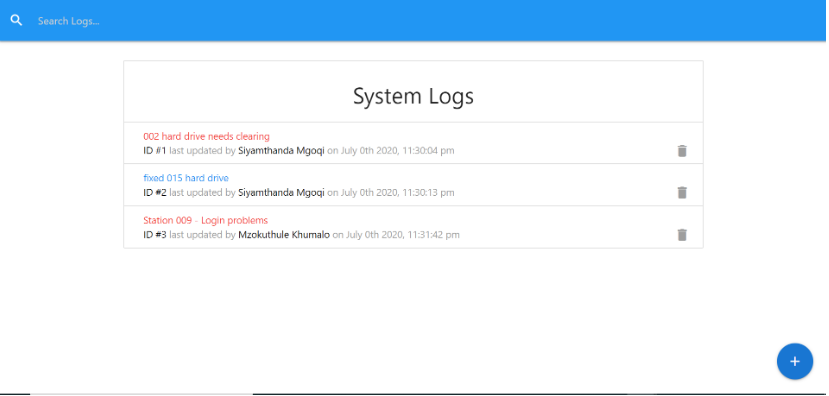 Search Logs...
System Logs
002 hard drive needs clearing
ID #1 last updated by Siyamthanda Mgoqi on July 0th 2020, 11:30:04 pm
fixed 015 hard drive
ID #2 last updated by Siyamthanda Mgoqi on July 0th 2020, 11:30:13 pm
Station 009 - Login problems
ID #3 last updated by Mzokuthule Khumalo on July 0th 2020, 11:31:42 pm